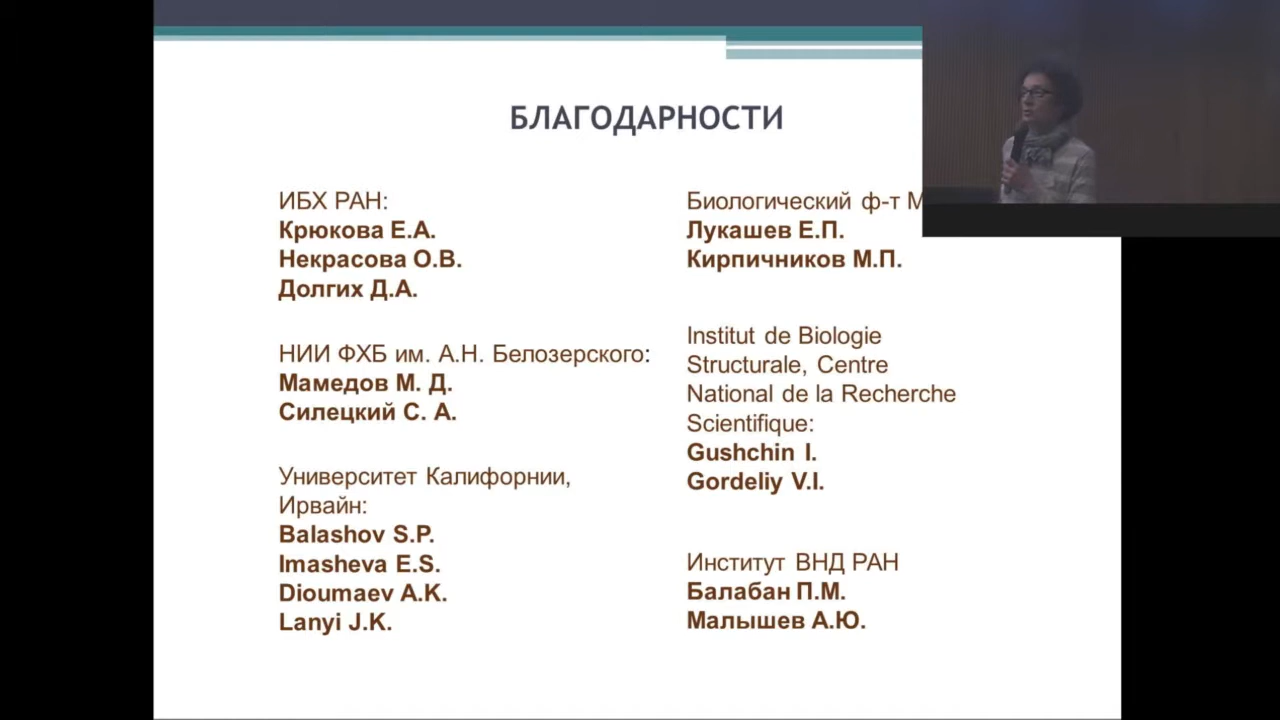 БЛАГОДАРНОСТИ
ИБХ РАН:
Крюкова Е.А.
Некрасова О.В.
Долгих Д.А.
НИИ ФХБ им. А.Н. Белозерского:
Мамедов М. Д.
Силецкий С. А.
Университет Калифорнии,
Ирвайн:
Balashov S.P.
Imasheva E.S.
Dioumaev A.K.
Lanyi J.K.
Биологический ф-т
Лукашев Е.П.
Кирпичников М.П.
Institut de Biologie
Structurale, Centre
National de la Recherche
Scientifique:
Gushchin I.
Gordeliy V.I.
Институт ВНД РАН
Балабан П.М.
Малышев А.Ю.